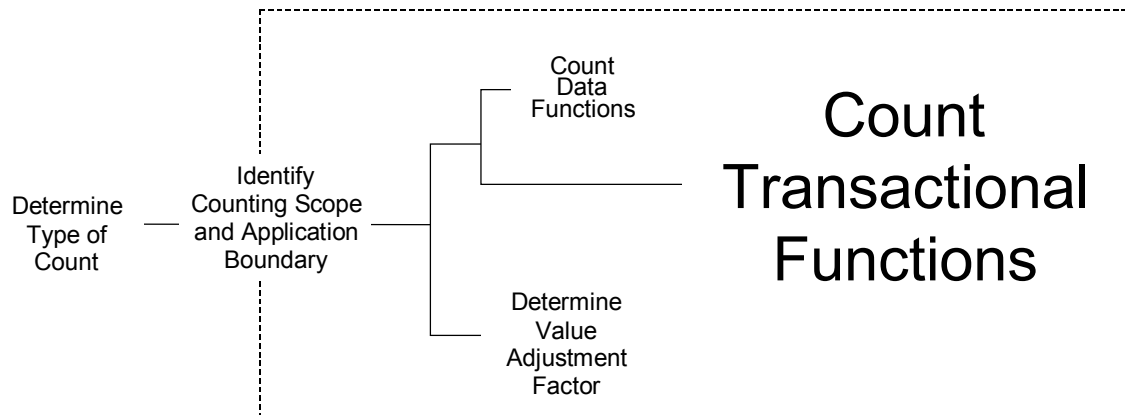 Determine
Type of
Count
Identify
Counting Scope
and Application
Boundary
Count
Data
Functions
Count
Transactional
Functions
Determine
Value
Adjustment
Factor